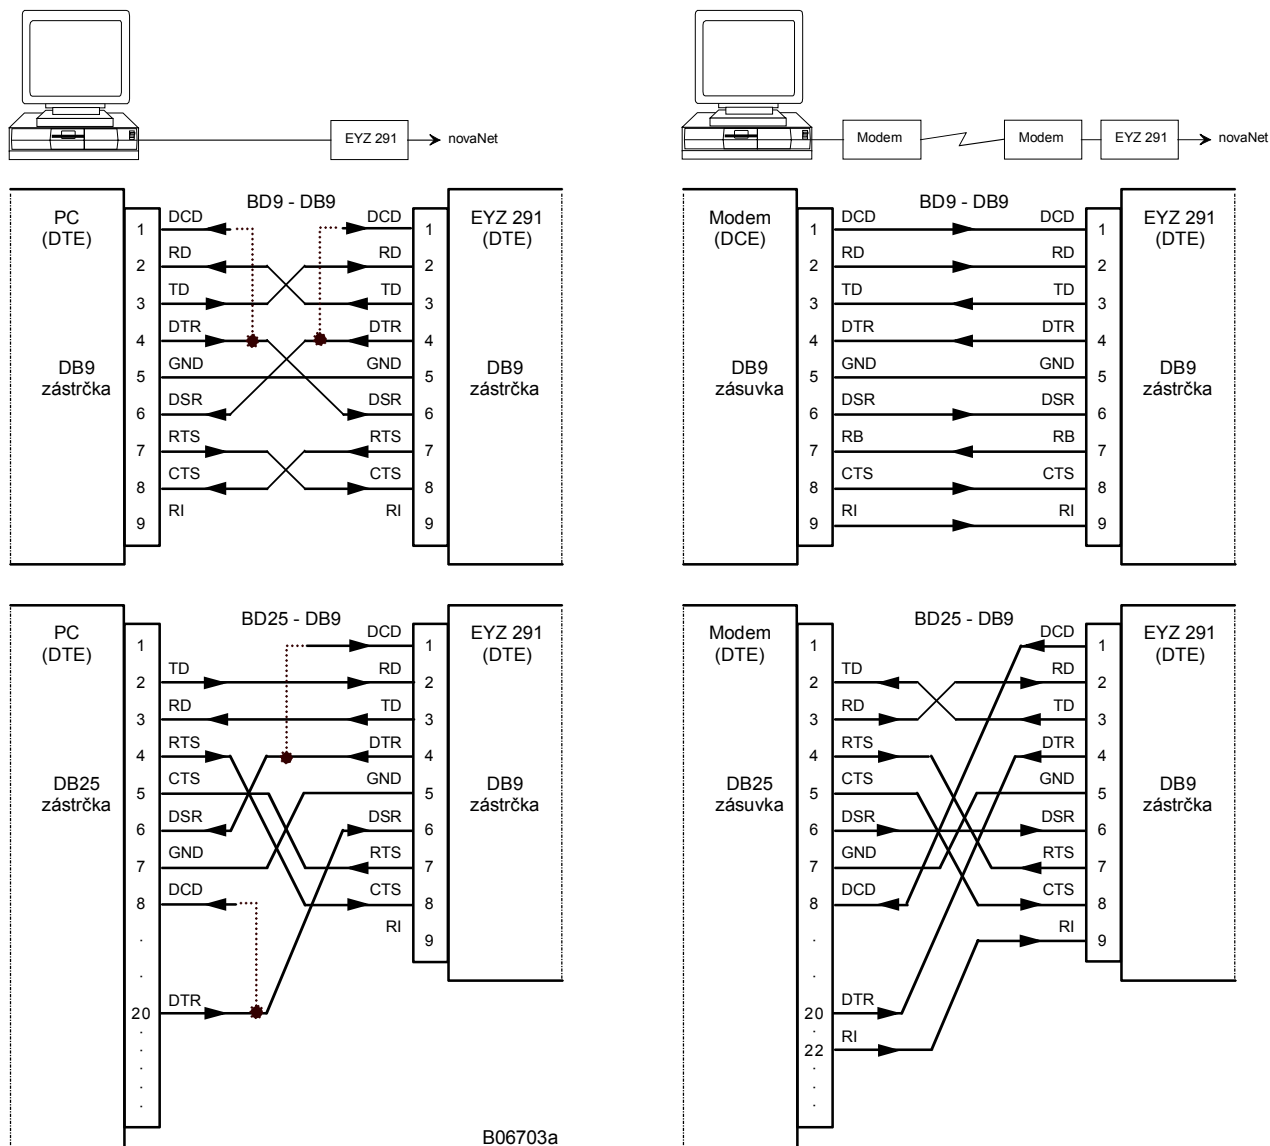 EYZ 291 novaNet
Modem Modem EYZ 291 novaNet
BD9 - DB9
PC
(DTE)
DB9
zástrčka
1 DCD DCD 1
2 RD RD 2
3 TD TD 3
4 DTR DTR 4
5 GND GND 5
6 DSR DSR 6
7 RTS RTS 7
8 CTS CTS 8
9 RI RI 9
EYZ 291
(DTE)
DB9
zástrčka
BD9 - DB9
Modem
(DCE)
DB9
zásuvka
1 DCD DCD 1
2 RD RD 2
3 TD TD 3
4 DTR DTR 4
5 GND GND 5
6 DSR DSR 6
7 RB RB 7
8 CTS CTS 8
9 RI RI 9
EYZ 291
(DTE)
DB9
zástrčka
BD25 - DB9
PC
(DTE)
DB25
zástrčka
1 DCD 1
2 TD RD 2
3 RD TD 3
4 RTS DTR 4
5 CTS GND 5
6 DSR DSR 6
7 GND RTS 7
8 DCD CTS 8
RI 9
20 DTR
EYZ 291
(DTE)
DB9
zástrčka
BD25 - DB9
Modem
(DTE)
DB25
zásuvka
1 DCD 1
2 TD RD 2
3 RD TD 3
4 RTS DTR 4
5 CTS GND 5
6 DSR DSR 6
7 GND RTS 7
8 DCD CTS 8
RI 9
20 DTR
22 RI
EYZ 291
(DTE)
DB9
zástrčka
B06703a